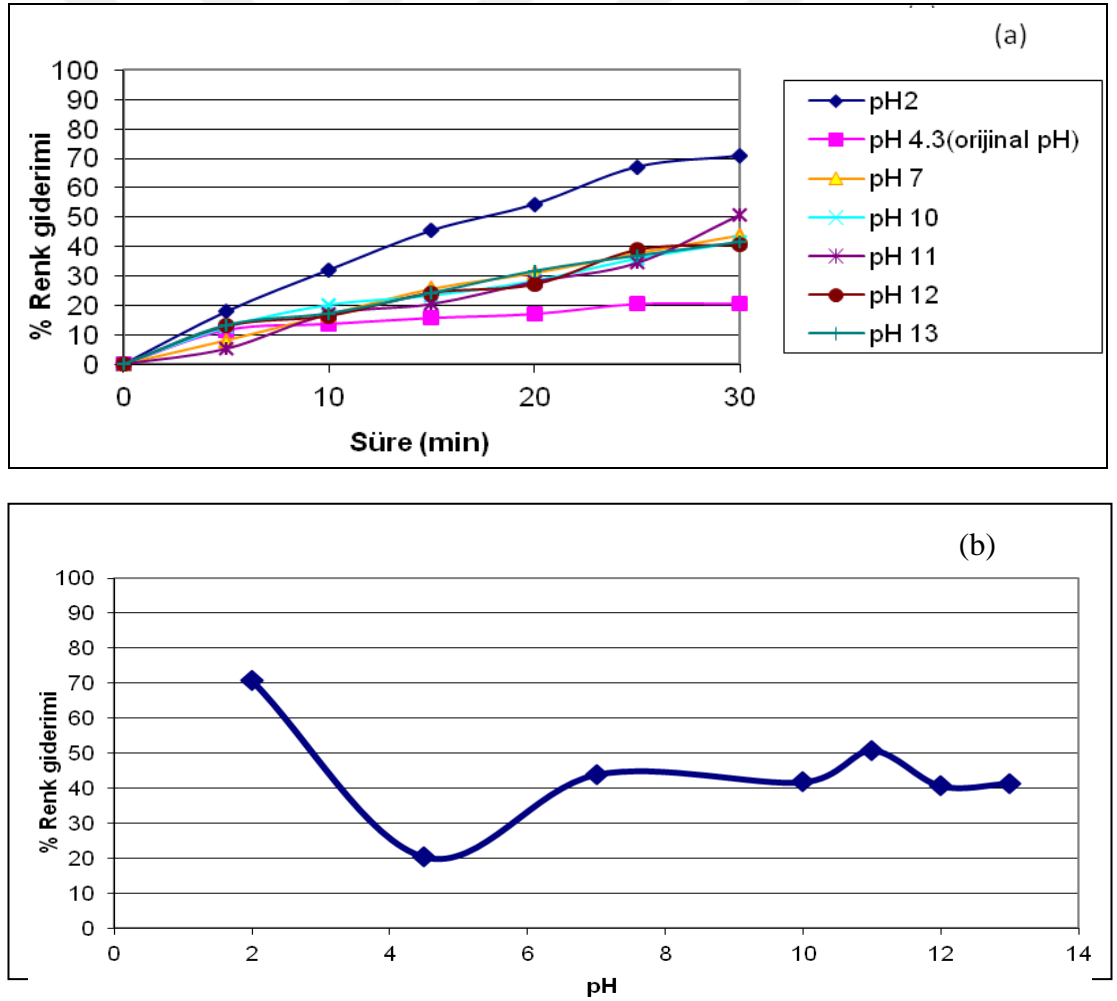 (a)
100
90
80
70
60
50
40
30
20
10
0
% Renk giderimi
0 10 20 30
Süre (min)
pH2
pH 4.3(orijinal pH)
pH 7
pH 10
pH 11
pH 12
pH 13
(b)
100
90
80
70
60
50
40
30
20
10
0
% Renk giderimi
0 2 4 6 8 10 12 14
pH